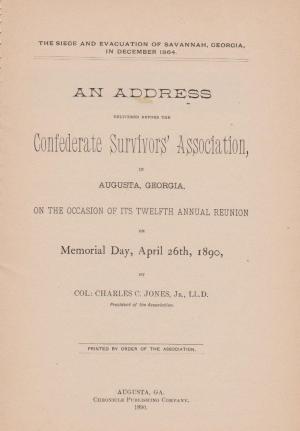 THE SIEGE AND EVACUATION OF SAVANNAH, GEORGIA,
IN DECEMBER 1864.
AN ADDRESS
DELIVERED BEFORE THE
Confederate Survivors' Association,
IN
AUGUSTA, GEORGIA,
ON THE OCCASION OF ITS TWELFTH ANNUAL REUNION
ON
Memorial Day, April 26th, 1890,
BY
COL: CHARLES C. JONES, JR., LL.D.
President of the Association.
PRINTED BY ORDER OF THE ASSOCIATION.
AUGUSTA, GA.
CHRONICLE PUBLISHING COMPANY.
1890.